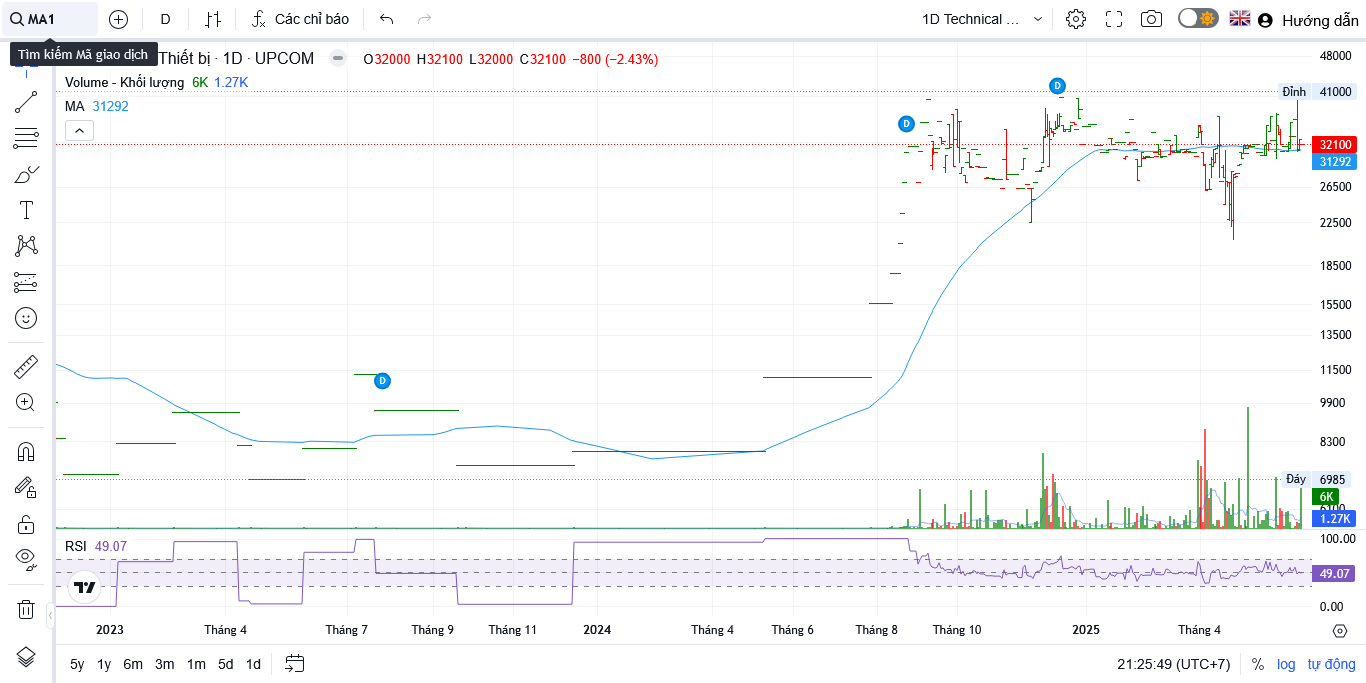 MA1
D
Các chỉ báo
1D Technical ...
Hướng dẫn
Tìm kiếm Mã giao dịch
Thiết bị · 1D · UPCOM
O32000 H32100 L32000 C32100 −800 (−2.43%)
Volume - Khối lượng 6K 1.27K
MA 31292
48000
Đỉnh 41000
32100
31292
26500
22500
18500
15500
13500
11500
9900
8300
Đáy 6985
6K
6100
1.27K
D
D
D
RSI 49.07
100.00
49.07
0.00
2023 Tháng 4 Tháng 7 Tháng 9 Tháng 11 2024 Tháng 4 Tháng 6 Tháng 8 Tháng 10 2025 Tháng 4
5y 1y 6m 3m 1m 5d 1d
21:25:49 (UTC+7) % log tự động